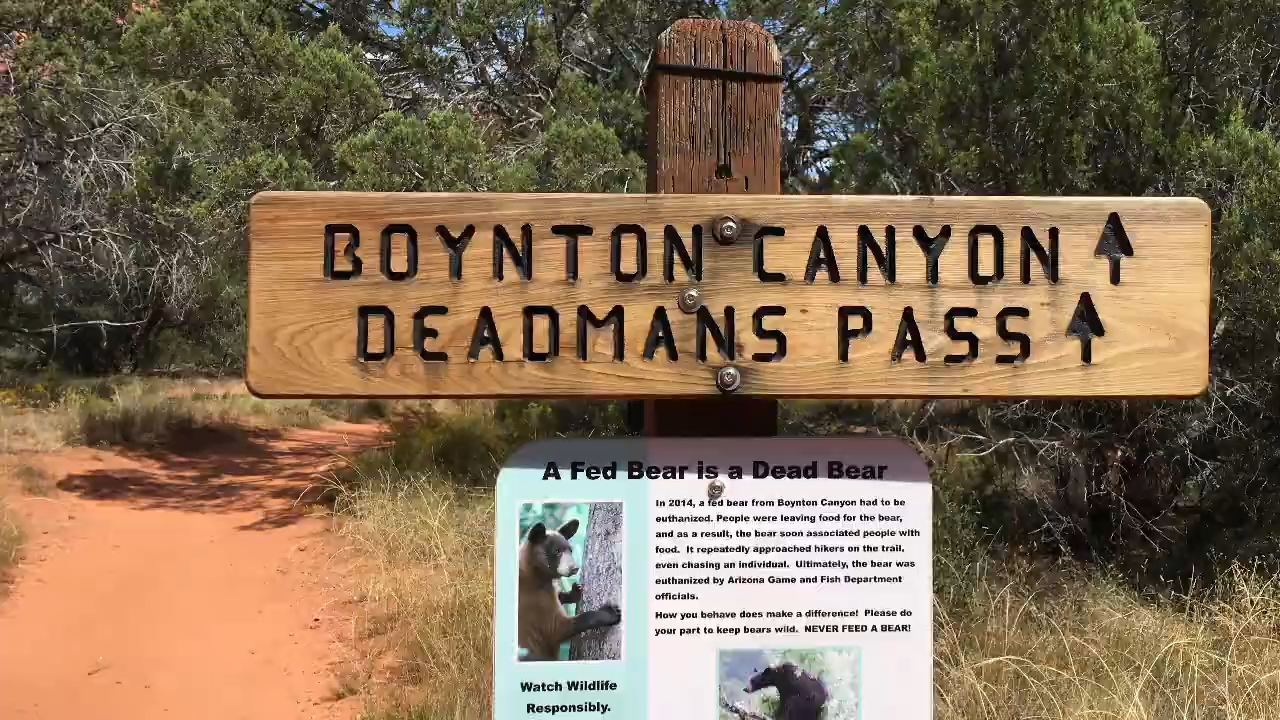 BOYNTON CANYON
DEADMANS PASS
A Fed Bear is a Dead Bear
In 2014, a fed bear from Boynton Canyon had to be
euthanized. People were leaving food for the bear,
and as a result, the bear soon associated people with
food. It repeatedly approached hikers on the trail,
even chasing an individual. Ultimately, the bear was
euthanized by Arizona Game and Fish Department
officials.
How you behave does make a difference! Please do
your part to keep bears wild. NEVER FEED A BEAR!
Watch Wildlife
Responsibly.